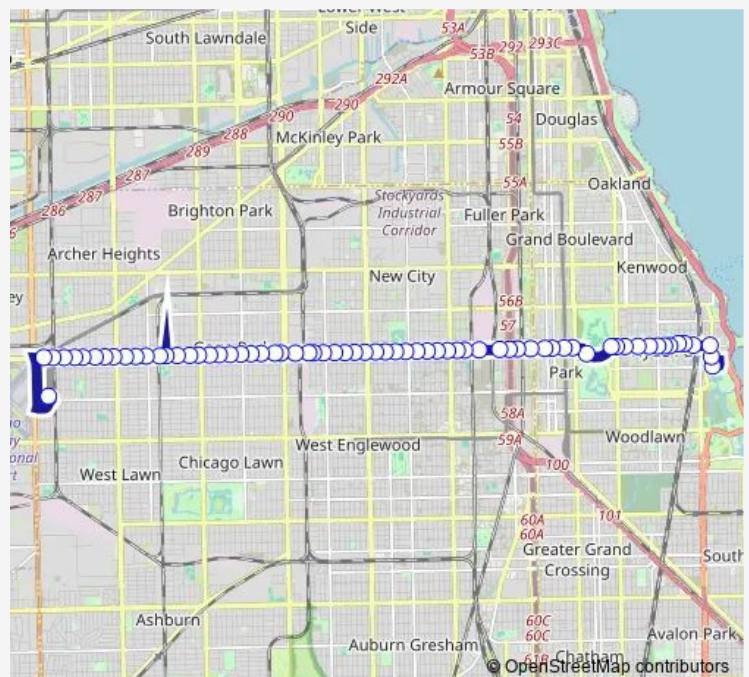 South Lawndale
Side
53A
292
293C
53B
292A
Armour Square
290
290
54
Douglas
288
McKinley Park
55B
289
287
55A
Oakland
287
Stockyards
Industrial
Corridor
286
Brighton Park
Fuller Park
Grand Boulevard
Archer Heights
New City
Kenwood
56B
57
Park
58A
59A
West Englewood
Woodlawn
Chicago Lawn
100
West Lawn
101
60A
60A
Greater Grand
Crossing
South
Ashburn
60C
60C
Avalon Park
Auburn Gresham
Chatham
61B
© OpenStreetMap contributors